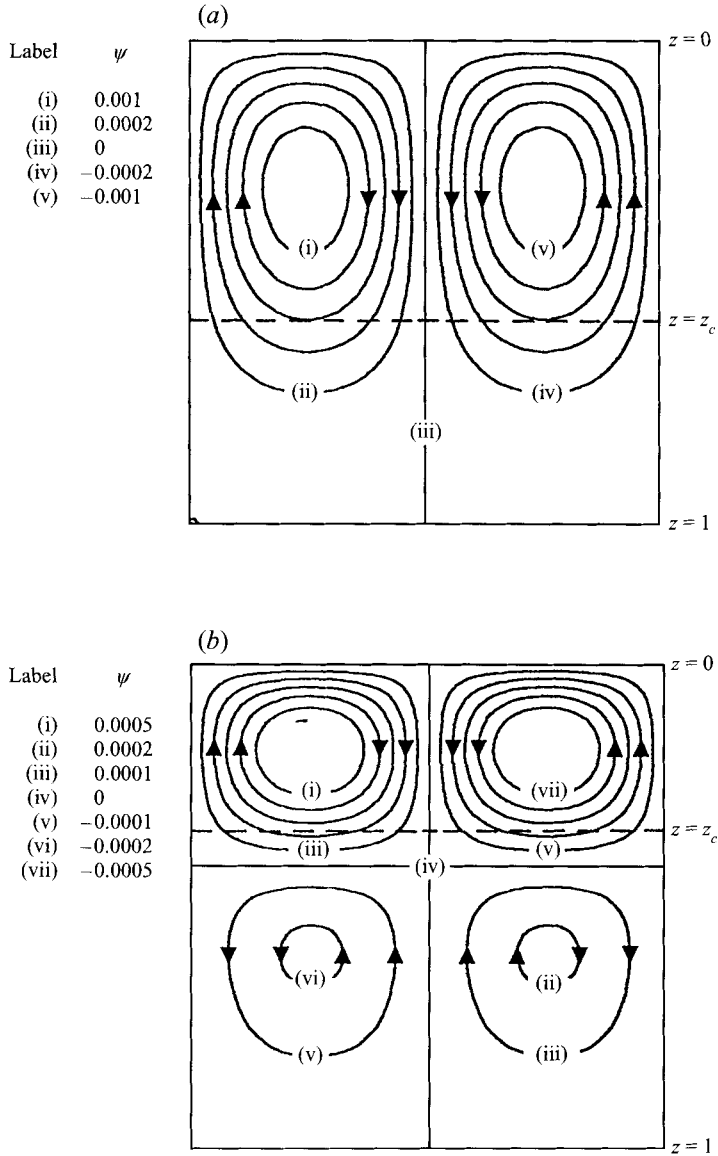 (a)
Label ψ
(i) 0.001
(ii) 0.0002
(iii) 0
(iv) −0.0002
(v) −0.001
z = 0
(i) (v)
z = z_c
(ii) (iv)
(iii)
z = 1
(b)
Label ψ
(i) 0.0005
(ii) 0.0002
(iii) 0.0001
(iv) 0
(v) −0.0001
(vi) −0.0002
(vii) −0.0005
z = 0
(i) (vii)
z = z_c
(iii) (v)
(iv)
(vi) (ii)
(v) (iii)
z = 1